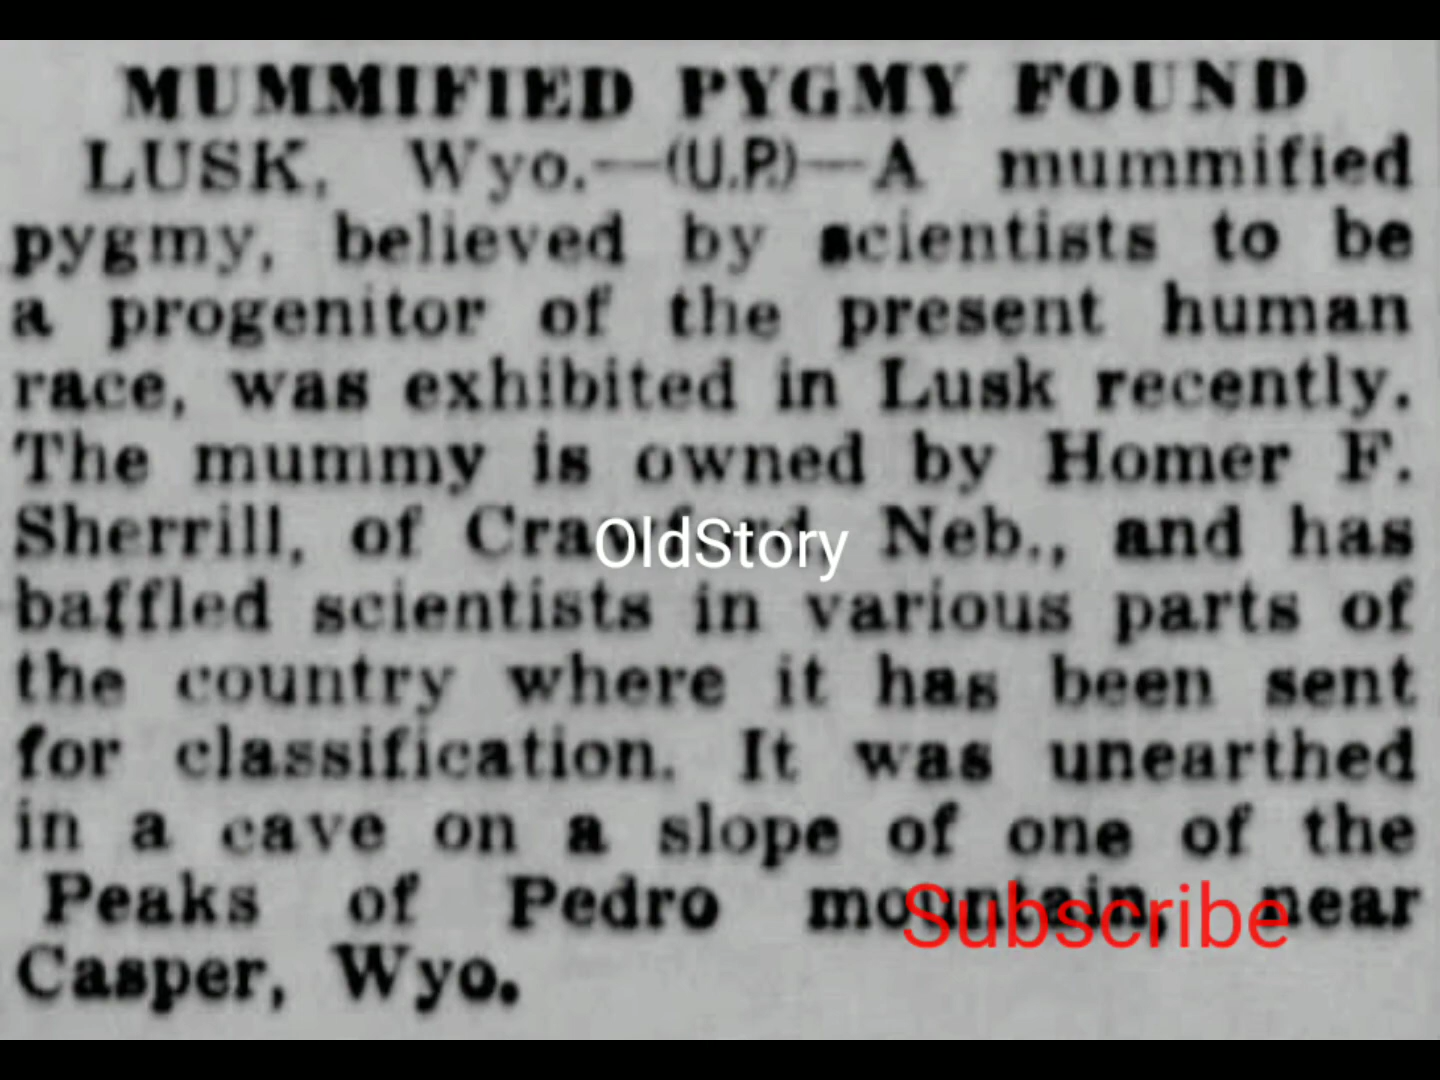 MUMMIFIED PYGMY FOUND
LUSK, Wyo.—(U.P.)—A mummified
pygmy, believed by scientists to be
a progenitor of the present human
race, was exhibited in Lusk recently.
The mummy is owned by Homer F.
Sherrill, of Crawford Neb., and has
OldStory
baffled scientists in various parts of
the country where it has been sent
for classification. It was unearthed
in a cave on a slope of one of the
Peaks of Pedro mountain, near
Subscribe
Casper, Wyo.